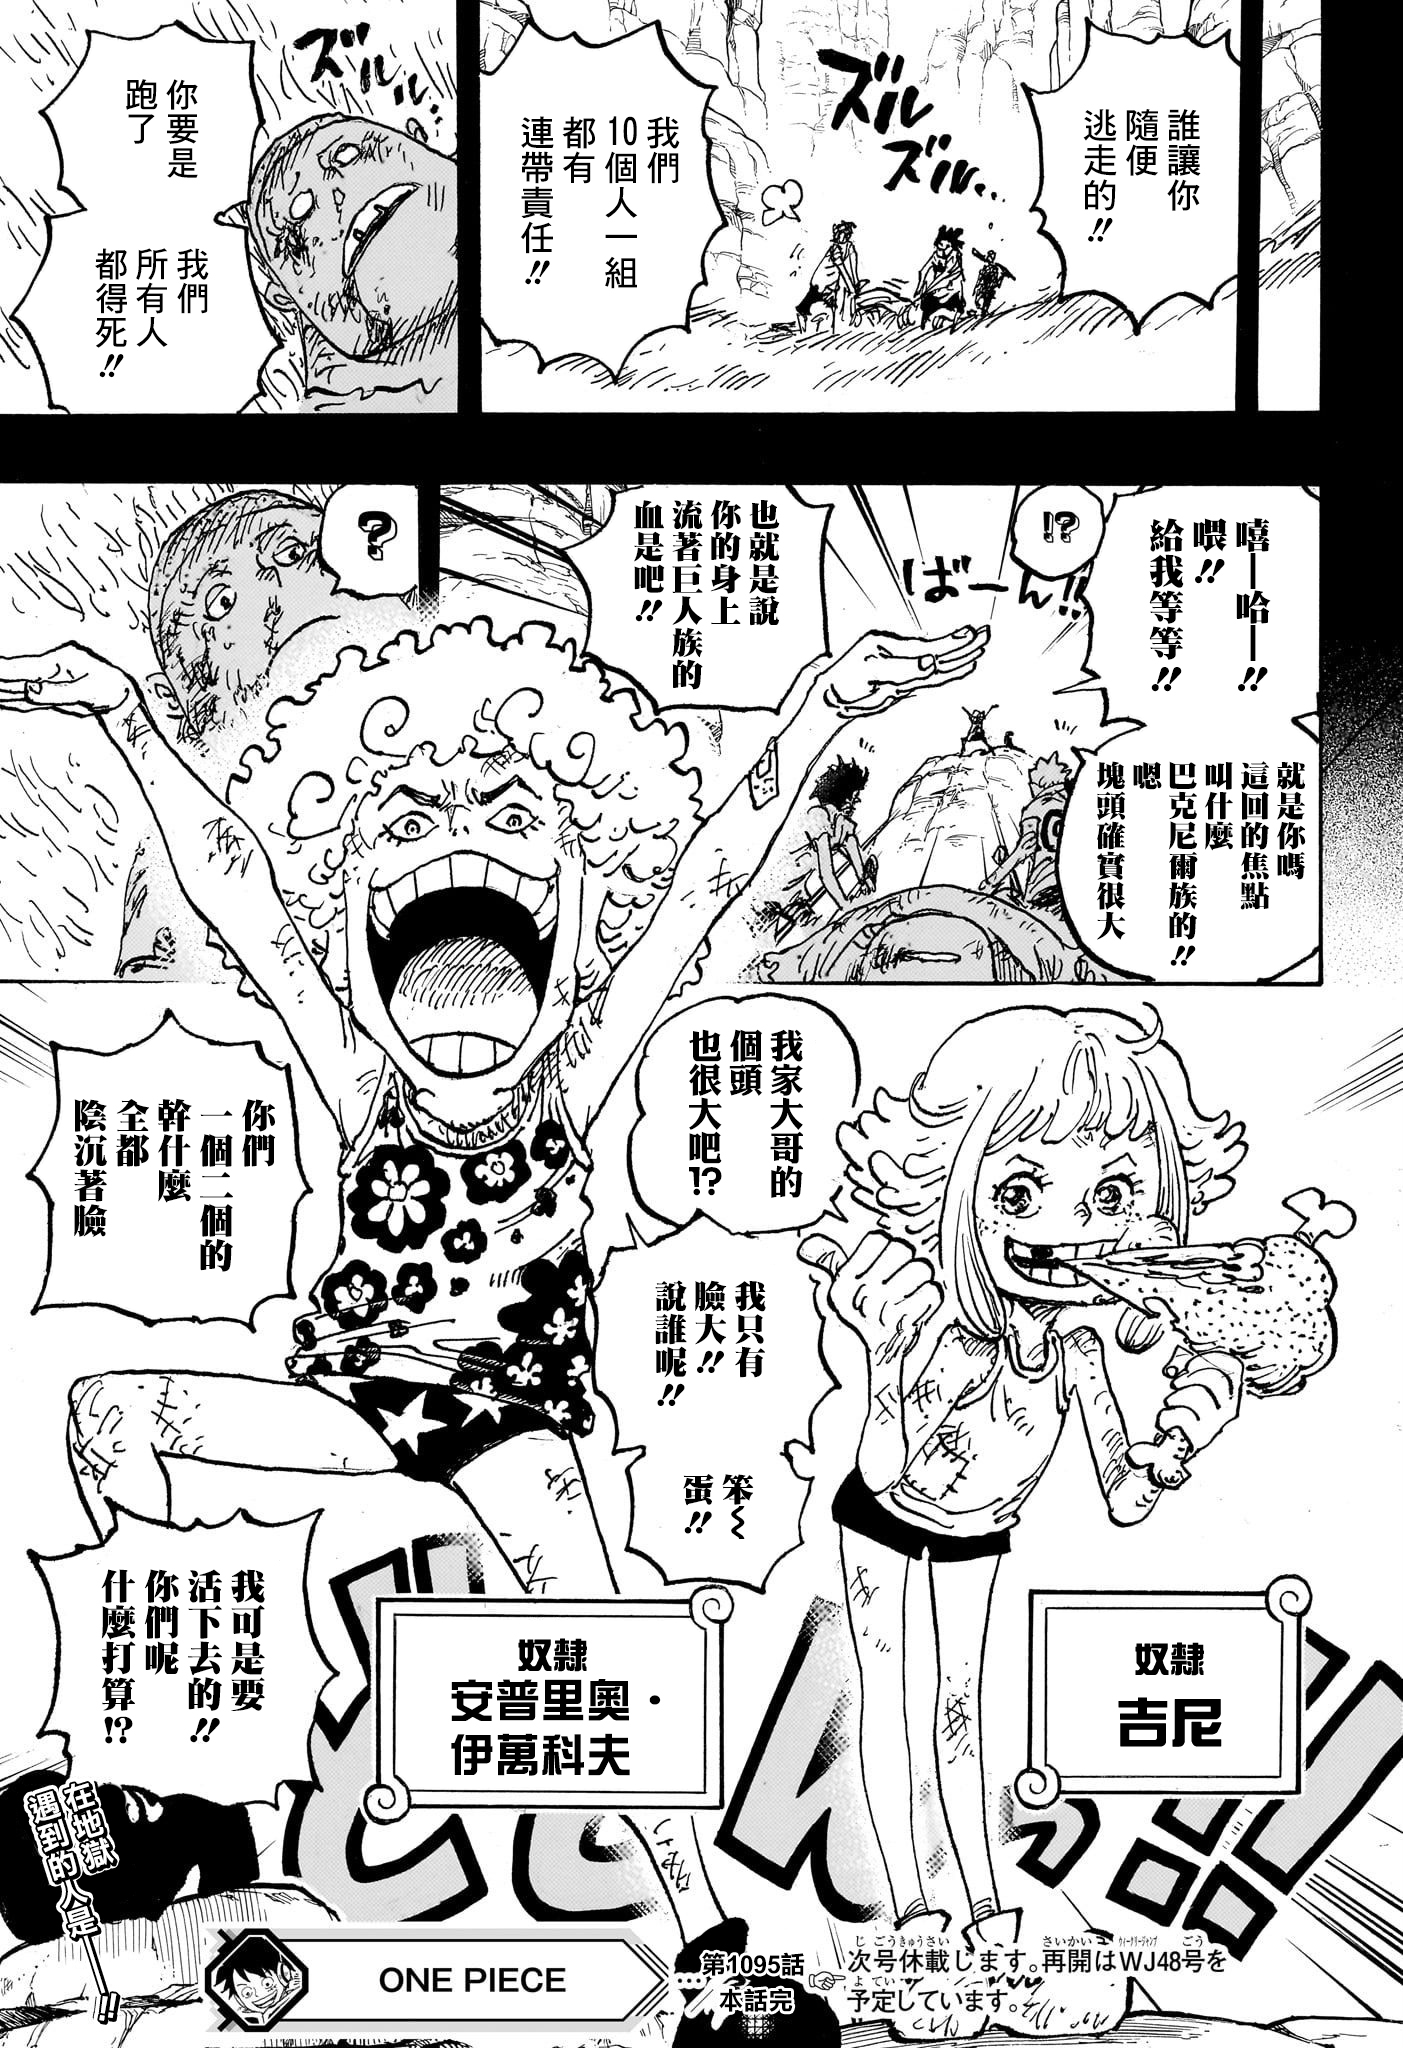 誰讓你
隨便
逃走的!!
ズルル
ズル...
我們
10個人一組
都有
連帶責任!!
ズルル...
你要是
跑了
我們
所有人
都得死!!
嘻—哈—!!
喂!!
給我等等!!
!?
ばーん!!
就是你嗎
這回的焦點
叫什麼
巴克尼爾族的!!
嗯
塊頭確實很大
也就是說
你的身上
流著巨人族的
血是吧!!
?
我家大哥的
個頭
也很大吧!?
我只有
臉大!!
說誰呢!!
笨～
蛋!!
你們
一個二個的
幹什麼
全都
陰沉著臉
我可是要
活下去的!!
你們呢
什麼打算!?
奴隸
吉尼
奴隸
安普里奧・
伊萬科夫
在地獄
遇到的人是——!!
ONE PIECE
第1095話
本話完
次号休載します。再開はWJ48号を
予定しています。